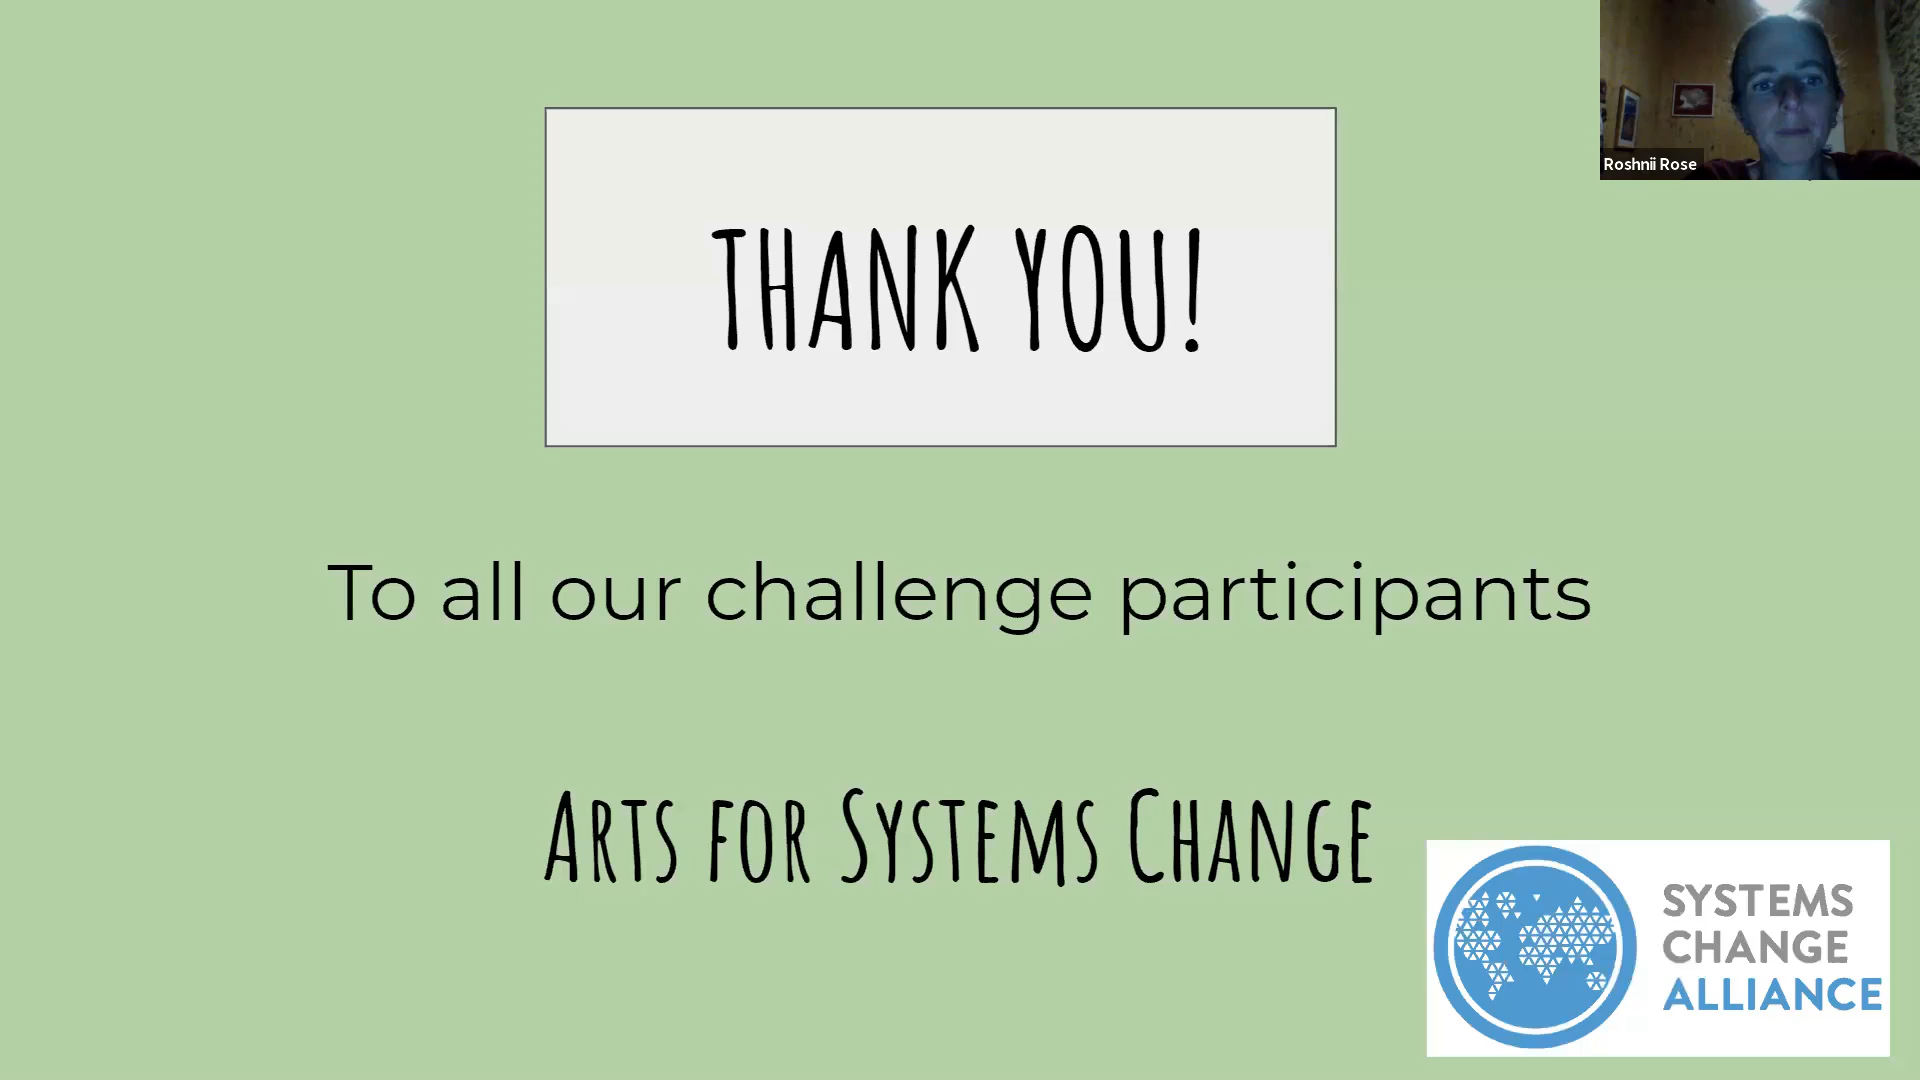 Roshnii Rose
THANK YOU!
To all our challenge participants
ARTS FOR SYSTEMS CHANGE
SYSTEMS
CHANGE
ALLIANCE